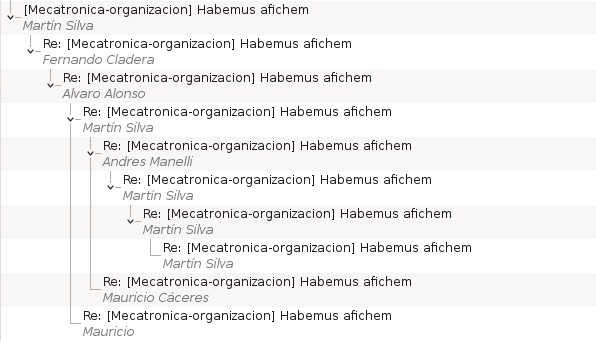 [Mecatronica-organizacion] Habemus afichem
Martín Silva
Re: [Mecatronica-organizacion] Habemus afichem
Fernando Cladera
Re: [Mecatronica-organizacion] Habemus afichem
Alvaro Alonso
Re: [Mecatronica-organizacion] Habemus afichem
Martín Silva
Re: [Mecatronica-organizacion] Habemus afichem
Andres Manelli
Re: [Mecatronica-organizacion] Habemus afichem
Martín Silva
Re: [Mecatronica-organizacion] Habemus afichem
Martín Silva
Re: [Mecatronica-organizacion] Habemus afichem
Martín Silva
Re: [Mecatronica-organizacion] Habemus afichem
Mauricio Cáceres
Re: [Mecatronica-organizacion] Habemus afichem
Mauricio